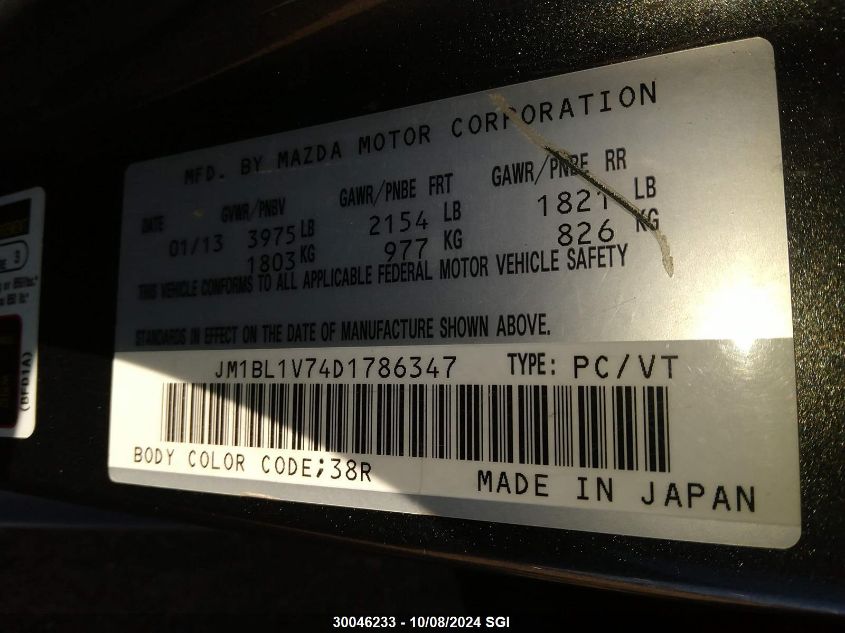 MFD. BY MAZDA MOTOR CORPORATION
DATE GVWR/PNBV GAWR/PNBE FRT GAWR/PNBE RR
01/13 3975 LB 2154 LB 1821 LB
1803 KG 977 KG 826 KG
THIS VEHICLE CONFORMS TO ALL APPLICABLE FEDERAL MOTOR VEHICLE SAFETY
STANDARDS IN EFFECT ON THE DATE OF MANUFACTURE SHOWN ABOVE.
JM1BL1V74D1786347 TYPE: PC/VT
BODY COLOR CODE;38R
MADE IN JAPAN
3
(BFD1A)
30046233 - 10/08/2024 SGI